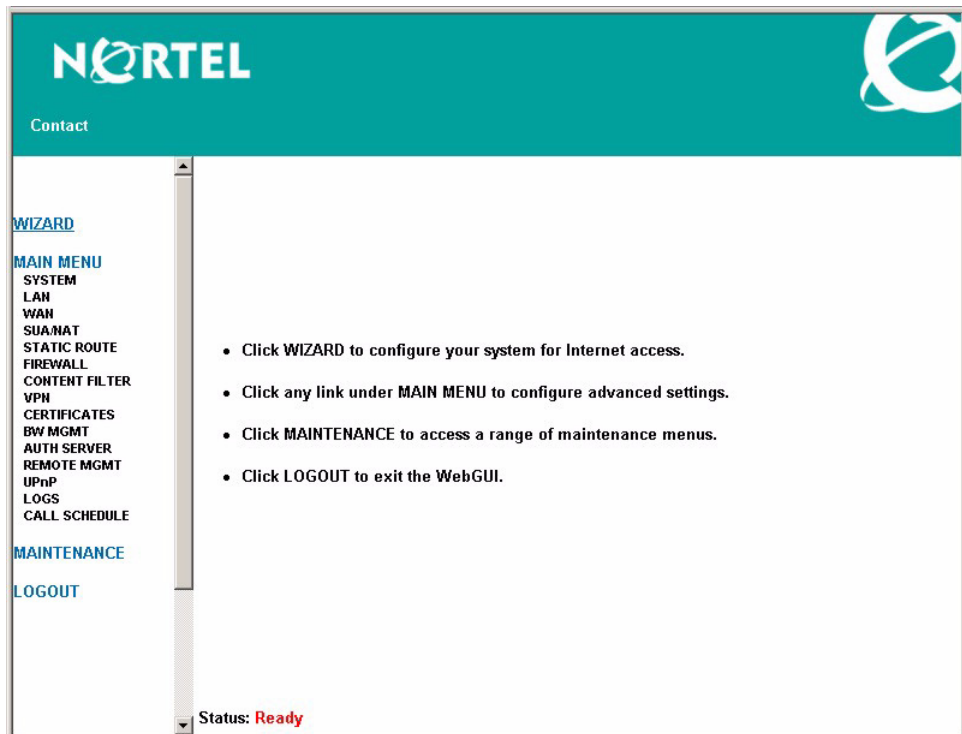 NORTEL
Contact
WIZARD
MAIN MENU
SYSTEM
LAN
WAN
SUA/NAT
STATIC ROUTE
FIREWALL
CONTENT FILTER
VPN
CERTIFICATES
BW MGMT
AUTH SERVER
REMOTE MGMT
UPnP
LOGS
CALL SCHEDULE
MAINTENANCE
LOGOUT
• Click WIZARD to configure your system for Internet access.
• Click any link under MAIN MENU to configure advanced settings.
• Click MAINTENANCE to access a range of maintenance menus.
• Click LOGOUT to exit the WebGUI.
Status: Ready